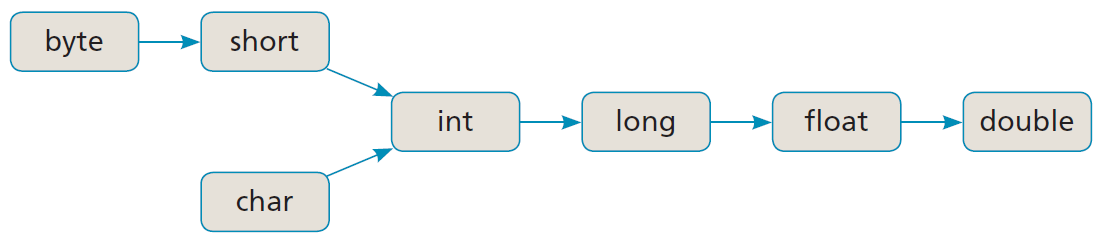 byte
short
int
long
float
double
char